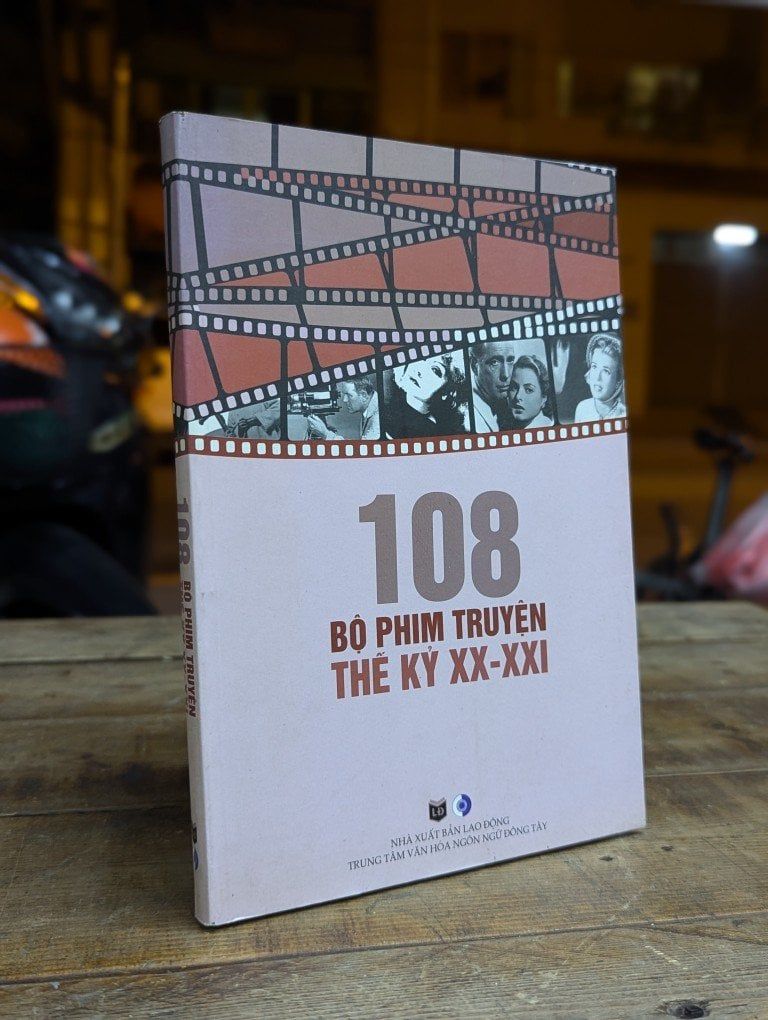 108
BỘ PHIM TRUYỆN
THẾ KỶ XX-XXI
LĐ
NHÀ XUẤT BẢN LAO ĐỘNG
TRUNG TÂM VĂN HÓA NGÔN NGỮ ĐÔNG TÂY
108
BỘ PHIM TRUYỆN